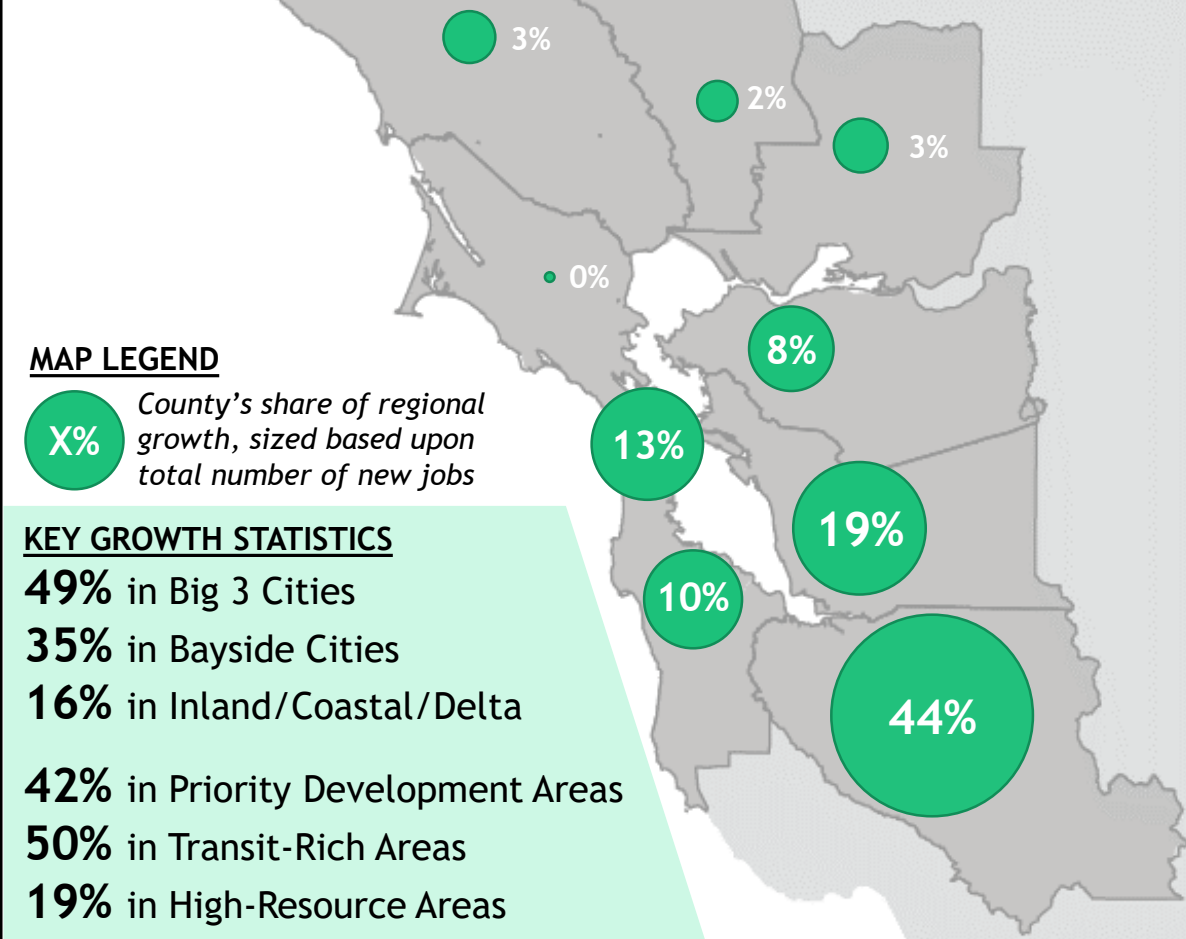 3%
2%
3%
0%
8%
13%
19%
10%
44%
MAP LEGEND
X%
County's share of regional
growth, sized based upon
total number of new jobs
KEY GROWTH STATISTICS
49% in Big 3 Cities
35% in Bayside Cities
16% in Inland/Coastal/Delta
42% in Priority Development Areas
50% in Transit-Rich Areas
19% in High-Resource Areas